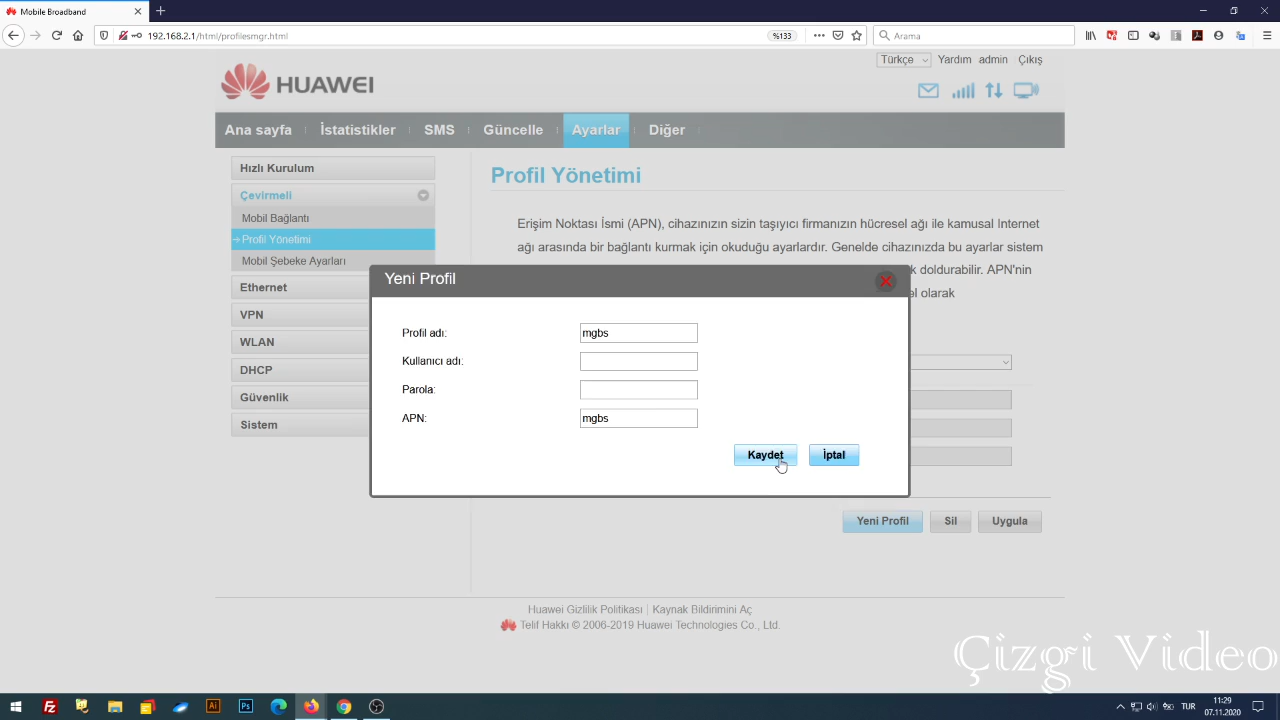 Mobile Broadband
192.168.2.1/html/profilesmgr.html
%133
Arama
Türkçe
Yardım
admin
Çıkış
HUAWEI
Ana sayfa
İstatistikler
SMS
Güncelle
Ayarlar
Diğer
Hızlı Kurulum
Çevirmeli
Mobil Bağlantı
Profil Yönetimi
Mobil Şebeke Ayarları
Ethernet
VPN
WLAN
DHCP
Güvenlik
Sistem
Profil Yönetimi
Erişim Noktası İsmi (APN), cihazınızın sizin taşıyıcı firmanızın hücresel ağı ile kamusal Internet
ağı arasında bir bağlantı kurmak için okuduğu ayarlardır. Genelde cihazınızda bu ayarlar sistem
k doldurabilir. APN'nin
el olarak
Yeni Profil
Profil adı:
mgbs
Kullanıcı adı:
Parola:
APN:
mgbs
Kaydet
İptal
Yeni Profil
Sil
Uygula
Huawei Gizlilik Politikası | Kaynak Bildirimini Aç
Telif Hakkı © 2006-2019 Huawei Technologies Co., Ltd.
Çizgi Video
Fz
Ai
Ps
TUR
11:29
07.11.2020